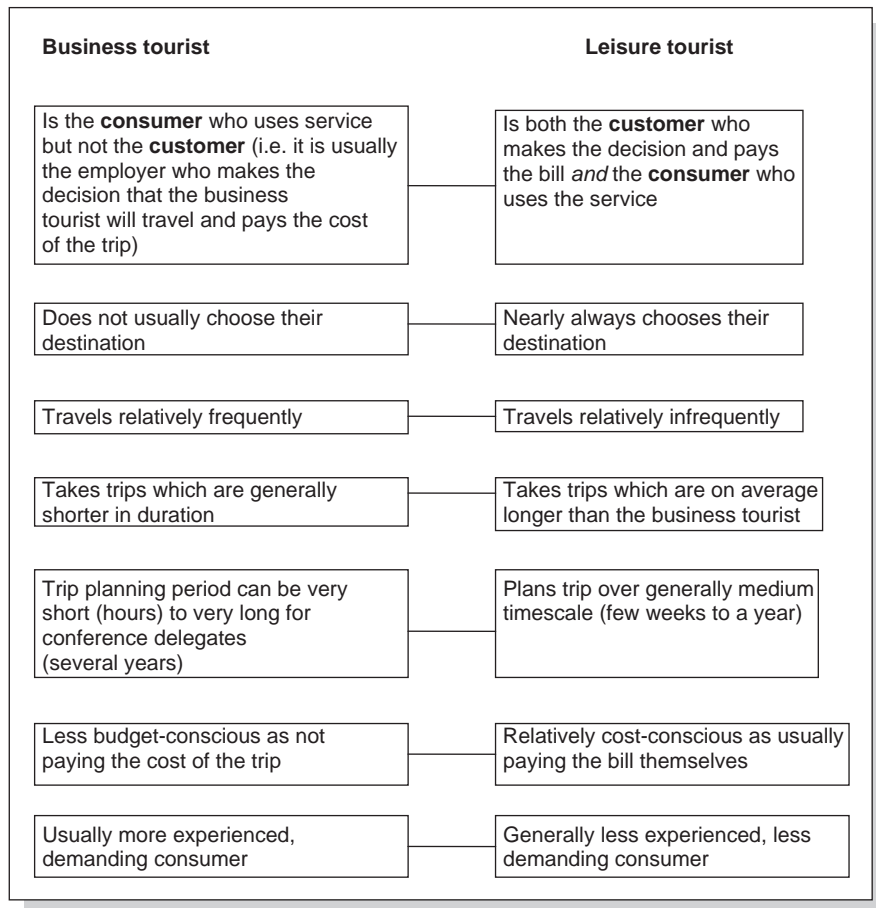 Business tourist
Leisure tourist
Is the consumer who uses service
but not the customer (i.e. it is usually
the employer who makes the
decision that the business
tourist will travel and pays the cost
of the trip)
Is both the customer who
makes the decision and pays
the bill and the consumer who
uses the service
Does not usually choose their
destination
Nearly always chooses their
destination
Travels relatively frequently
Travels relatively infrequently
Takes trips which are generally
shorter in duration
Takes trips which are on average
longer than the business tourist
Trip planning period can be very
short (hours) to very long for
conference delegates
(several years)
Plans trip over generally medium
timescale (few weeks to a year)
Less budget-conscious as not
paying the cost of the trip
Relatively cost-conscious as usually
paying the bill themselves
Usually more experienced,
demanding consumer
Generally less experienced, less
demanding consumer